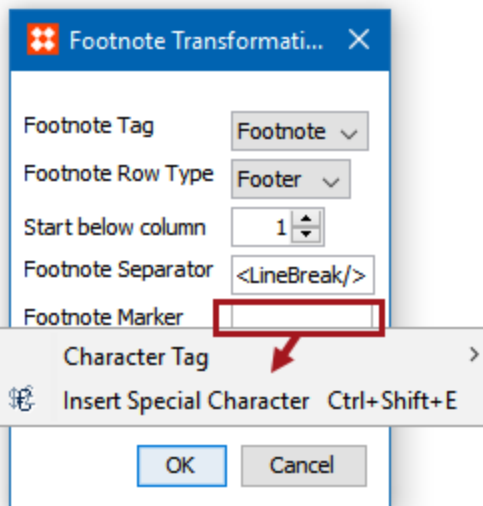 Footnote Transformati...
Footnote Tag Footnote
Footnote Row Type Footer
Start below column 1
Footnote Separator <LineBreak/>
Footnote Marker
Character Tag
Insert Special Character Ctrl+Shift+E
OK Cancel